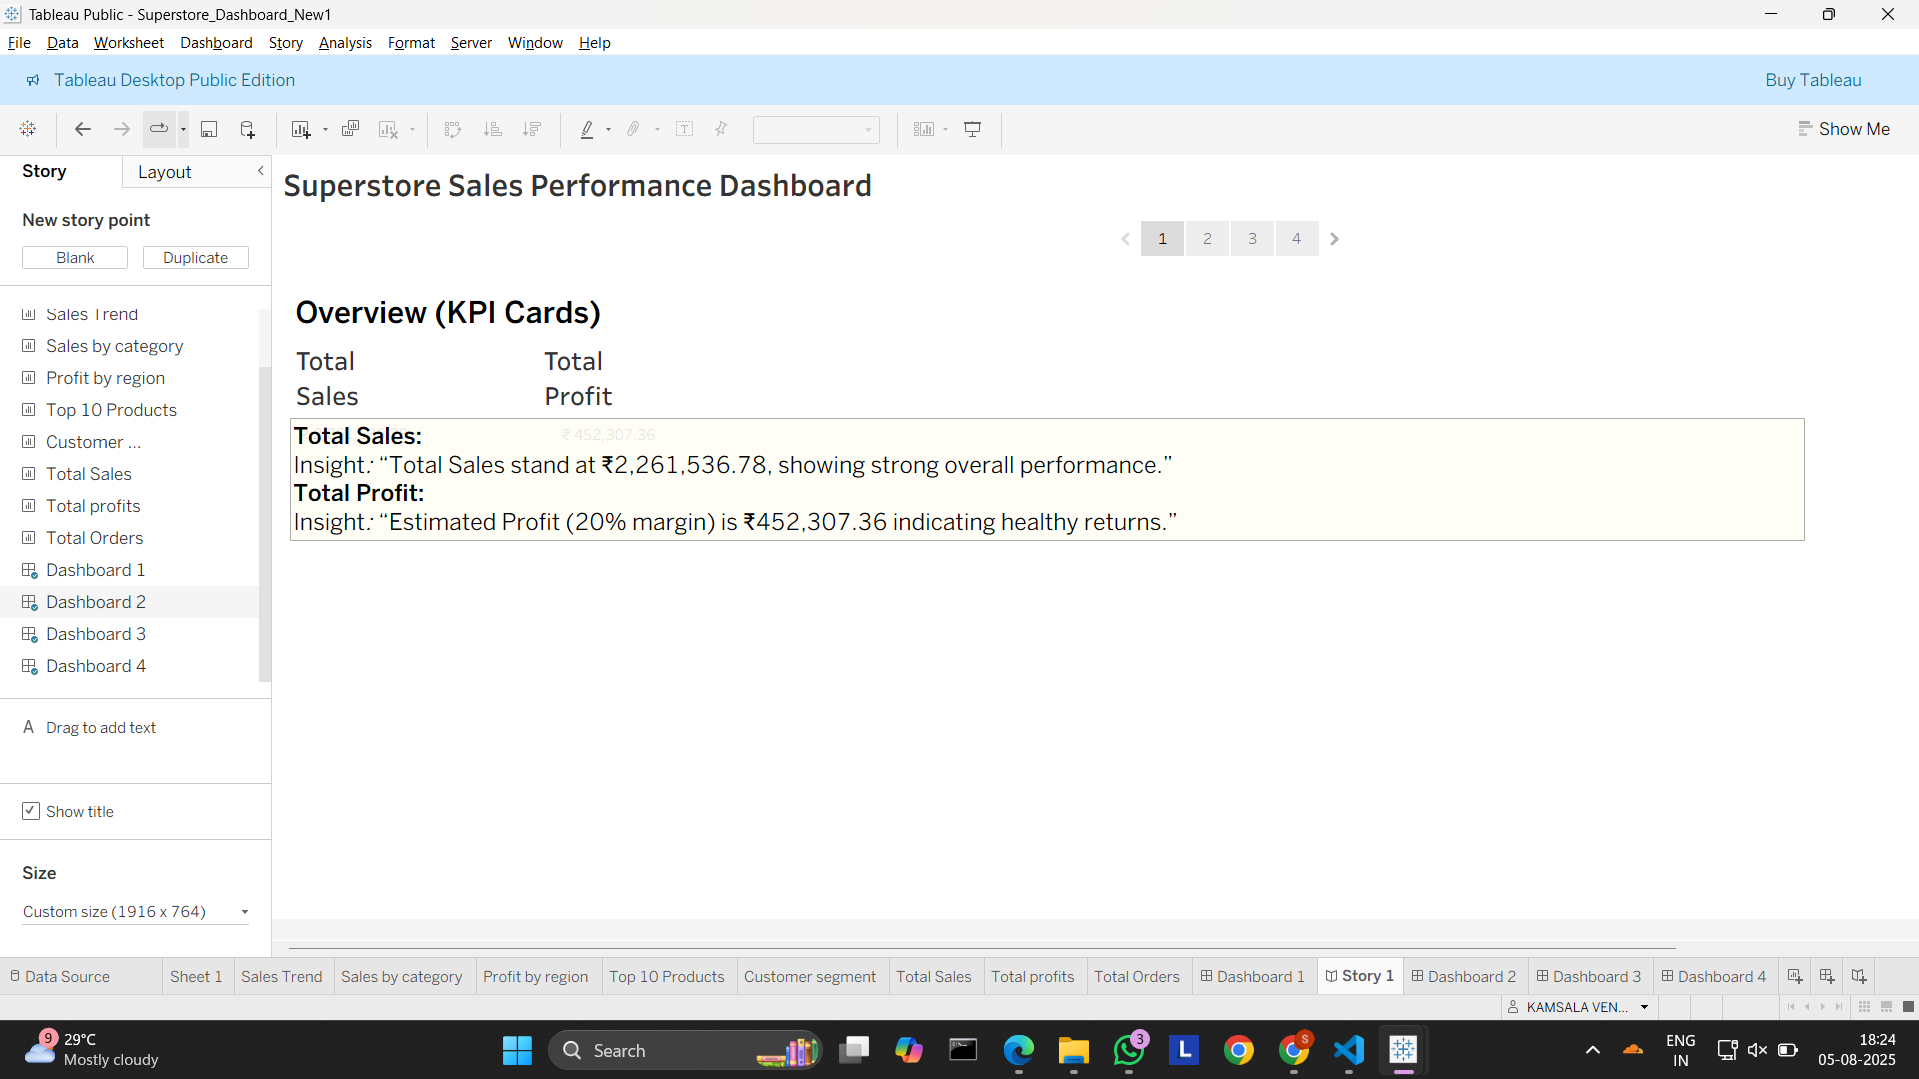 Tableau Public - Superstore_Dashboard_New1
File Data Worksheet Dashboard Story Analysis Format Server Window Help
Tableau Desktop Public Edition
Buy Tableau
Show Me
Story
Layout
New story point
Blank
Duplicate
Sales Trend
Sales by category
Profit by region
Top 10 Products
Customer ...
Total Sales
Total profits
Total Orders
Dashboard 1
Dashboard 2
Dashboard 3
Dashboard 4
A Drag to add text
Show title
Size
Custom size (1916 x 764)
Superstore Sales Performance Dashboard
1 2 3 4
Overview (KPI Cards)
Total
Sales
Total
Profit
₹ 452,307.36
Total Sales:
Insight: “Total Sales stand at ₹2,261,536.78, showing strong overall performance.”
Total Profit:
Insight: “Estimated Profit (20% margin) is ₹452,307.36 indicating healthy returns.”
Data Source Sheet 1 Sales Trend Sales by category Profit by region Top 10 Products Customer segment Total Sales Total profits Total Orders Dashboard 1 Story 1 Dashboard 2 Dashboard 3 Dashboard 4
KAMSALA VEN...
9
29°C
Mostly cloudy
Search
3
L
S
ENG
IN
18:24
05-08-2025